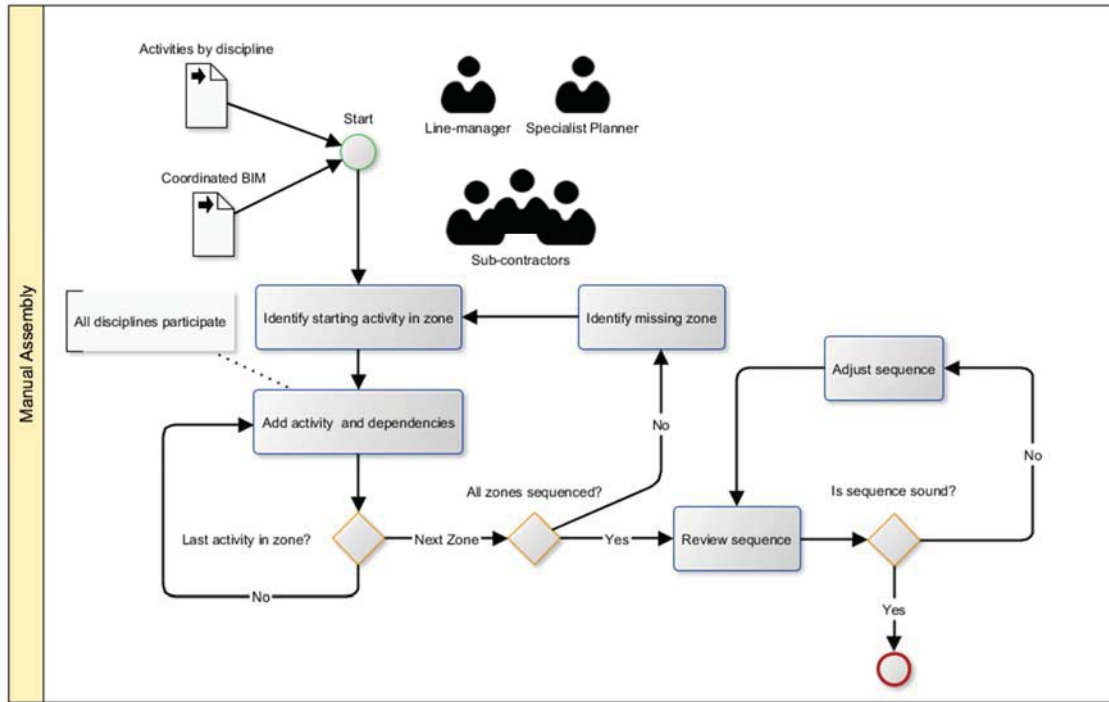 Manual Assembly
Activities by discipline
Start
Line-manager
Specialist Planner
Coordinated BIM
Sub-contractors
All disciplines participate
Identify starting activity in zone
Identify missing zone
Adjust sequence
Add activity and dependencies
No
No
All zones sequenced?
Is sequence sound?
Last activity in zone?
Next Zone
Yes
Review sequence
No
Yes